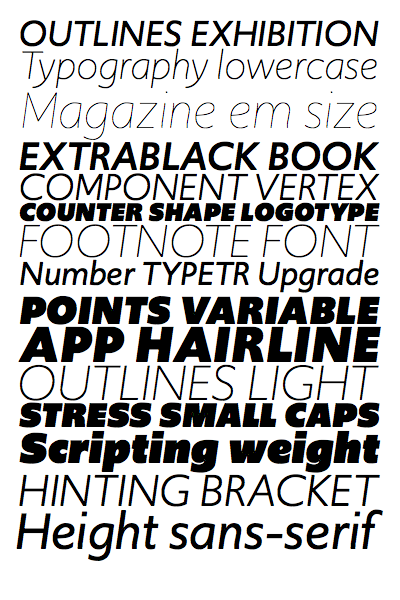 OUTLINES EXHIBITION
Typography lowercase
Magazine em size
EXTRABLACK BOOK
COMPONENT VERTEX
COUNTER SHAPE LOGOTYPE
FOOTNOTE FONT
Number TYPETR Upgrade
POINTS VARIABLE
APP HAIRLINE
OUTLINES LIGHT
STRESS SMALL CAPS
Scripting weight
HINTING BRACKET
Height sans-serif